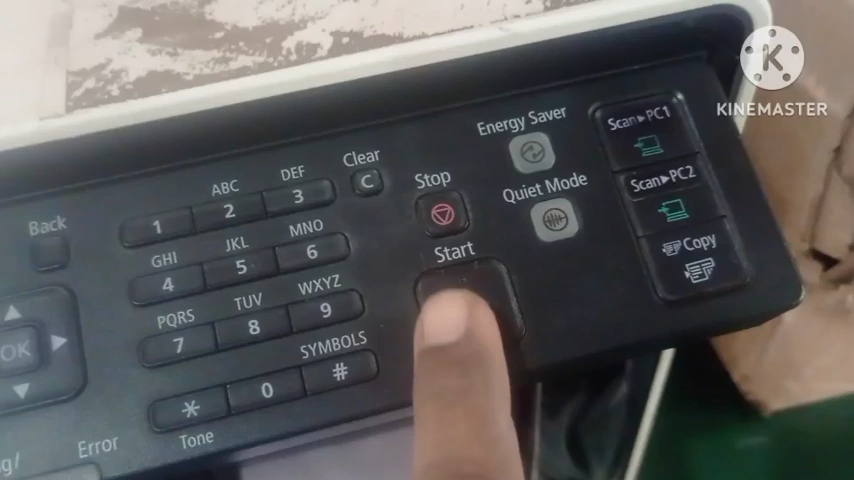 K
KINEMASTER
Energy Saver
Scan▶PC1
Clear
C
Stop
Quiet Mode
Scan▶PC2
Copy
Start
Back
ABC
DEF
1
2
3
GHI
JKL
MNO
4
5
6
PQRS
TUV
WXYZ
7
8
9
SYMBOLS
*
0
#
Tone
OK
Error
g/